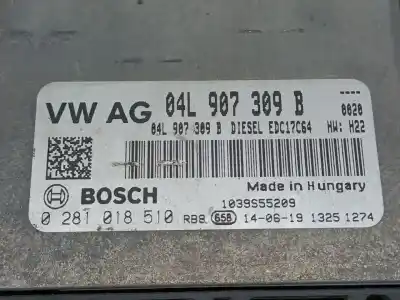 VW AG 04L 907 309 B
----
8020
04L 907 309 B DIESEL EDC17C64 HW: H22
BOSCH
Made in Hungary
1039S55209
0 281 018 510 RB8. 658 14-06-19 1325 1274